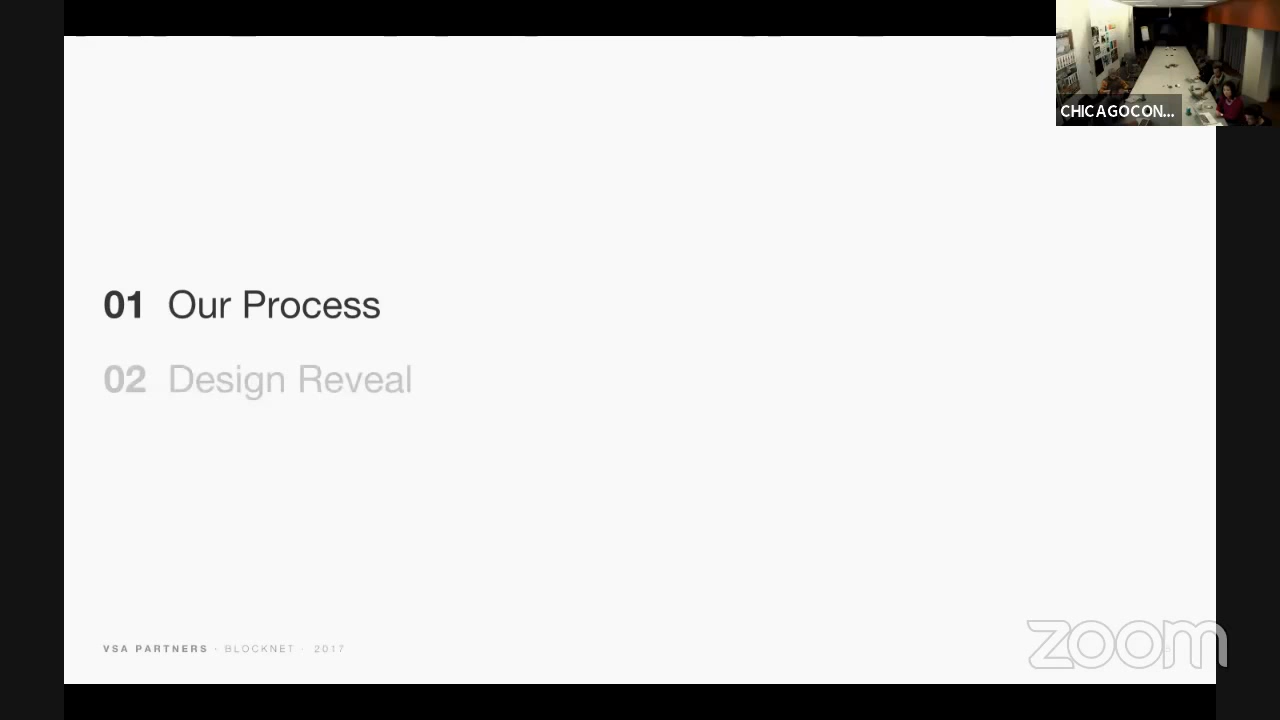 CHICAGOCON...
01 Our Process
02 Design Reveal
VSA PARTNERS · BLOCKNET · 2017
zoom